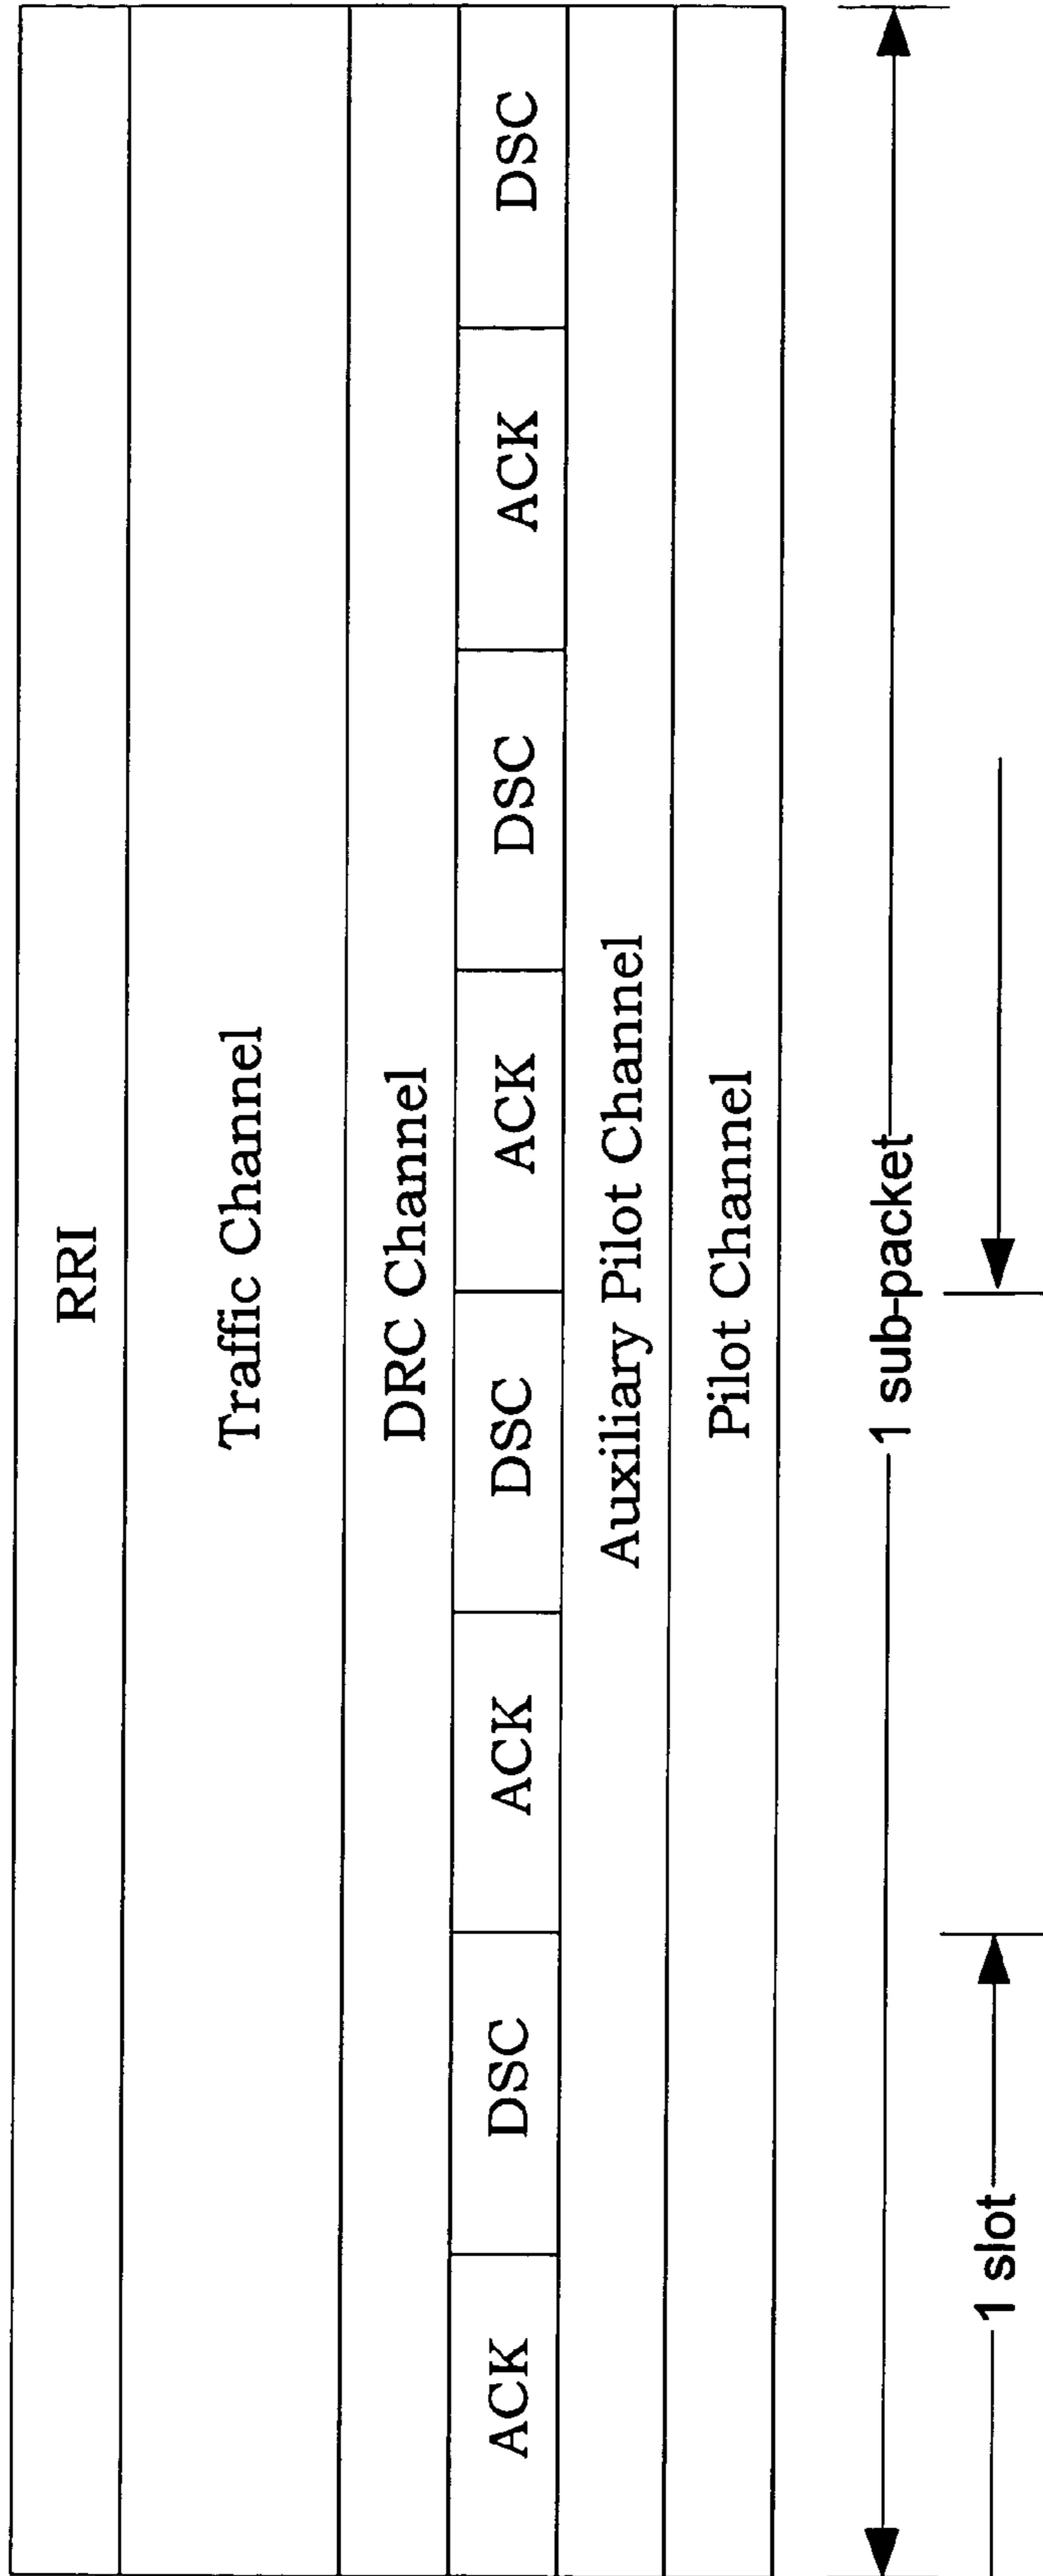 RRI
Traffic Channel
DRC Channel
ACK DSC ACK DSC ACK DSC ACK DSC
Auxiliary Pilot Channel
Pilot Channel
1 sub-packet
1 slot